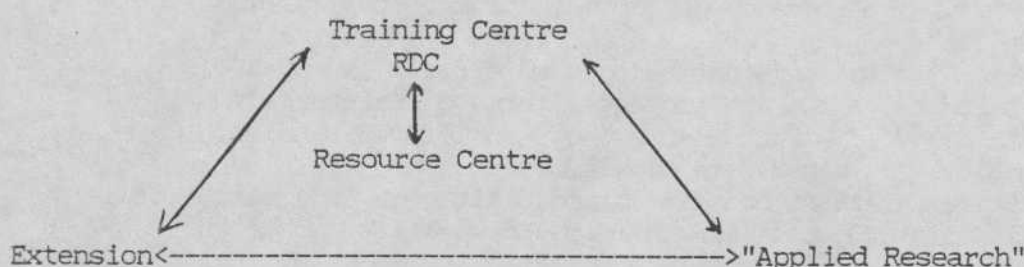 Training Centre
RDC
Resource Centre
Extension<---------------------------------->"Applied Research"